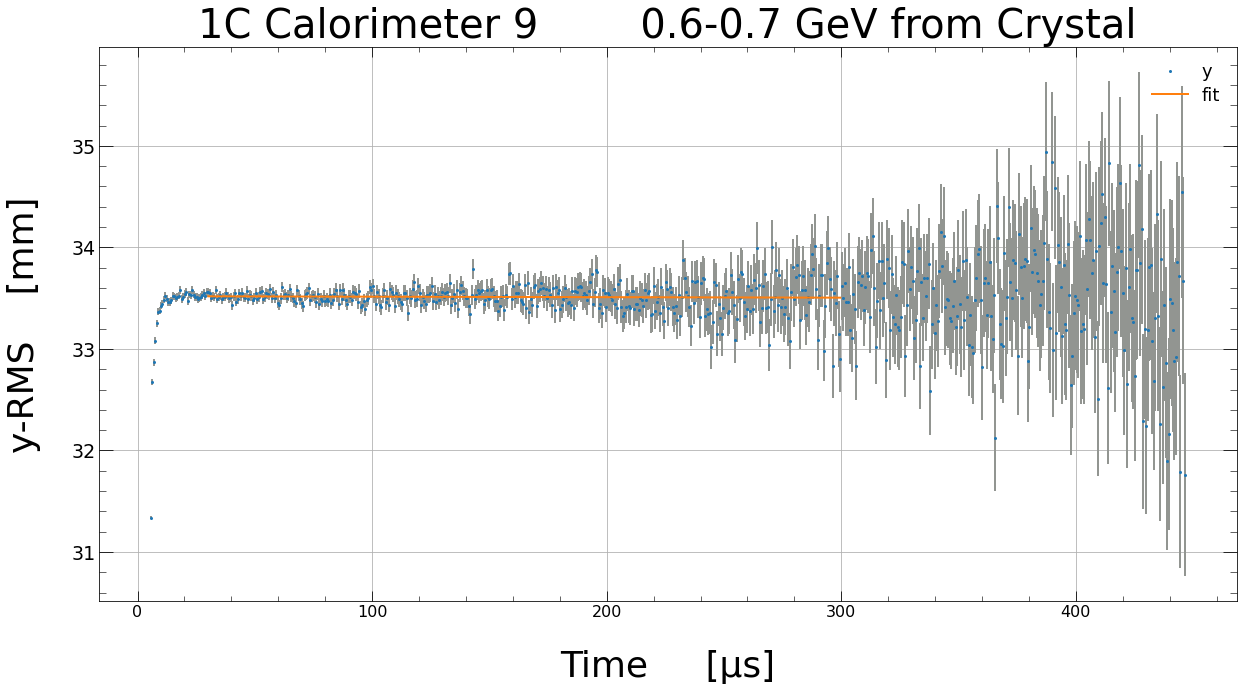 1C Calorimeter 9 0.6-0.7 GeV from Crystal
y
fit
y-RMS [mm]
35
34
33
32
31
0 100 200 300 400
Time [µs]